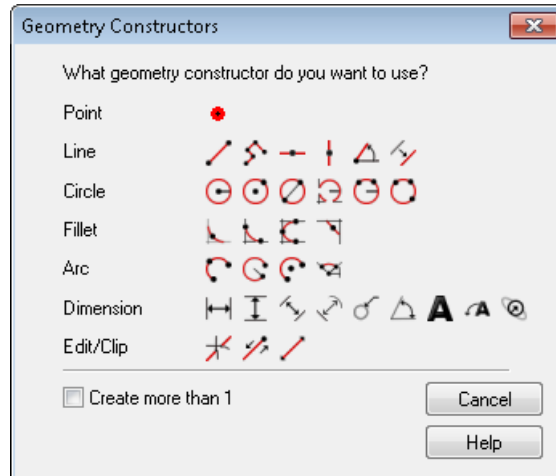 Geometry Constructors
What geometry constructor do you want to use?
Point
Line
Circle
Fillet
Arc
Dimension A A
Edit/Clip
Create more than 1
Cancel
Help